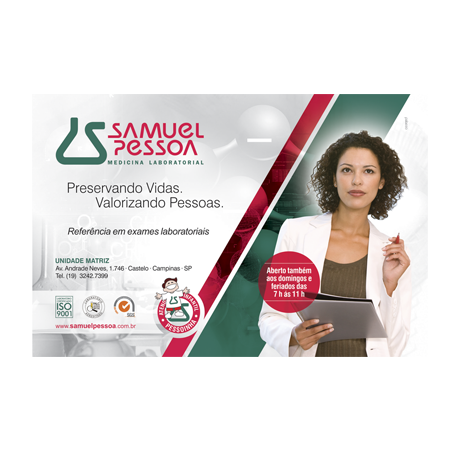 SAMUEL
PESSOA
MEDICINA LABORATORIAL
Preservando Vidas.
Valorizando Pessoas.
Referência em exames laboratoriais
UNIDADE MATRIZ
Av. Andrade Neves, 1.746 · Castelo · Campinas · SP
Tel. (19) 3242.7399
ISO
9001
www.samuelpessoa.com.br
PESSOINHA
Aberto também
aos domingos e
feriados das
7 h às 11 h